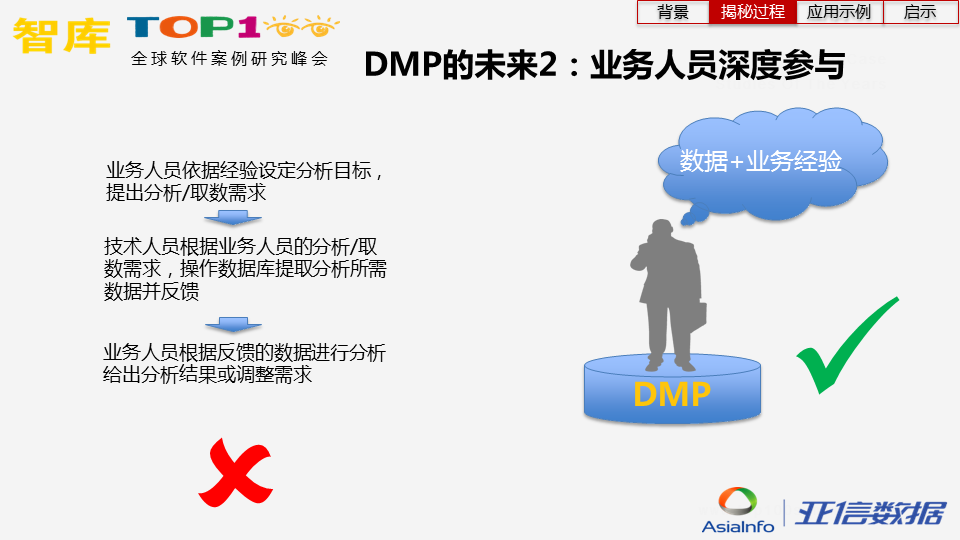 背景
揭秘过程
应用示例
启示
智库
TOP100
全球软件案例研究峰会
DMP的未来2：业务人员深度参与
业务人员依据经验设定分析目标，
提出分析/取数需求
技术人员根据业务人员的分析/取
数需求，操作数据库提取分析所需
数据并反馈
业务人员根据反馈的数据进行分析
给出分析结果或调整需求
数据+业务经验
DMP
AsiaInfo
亚信数据